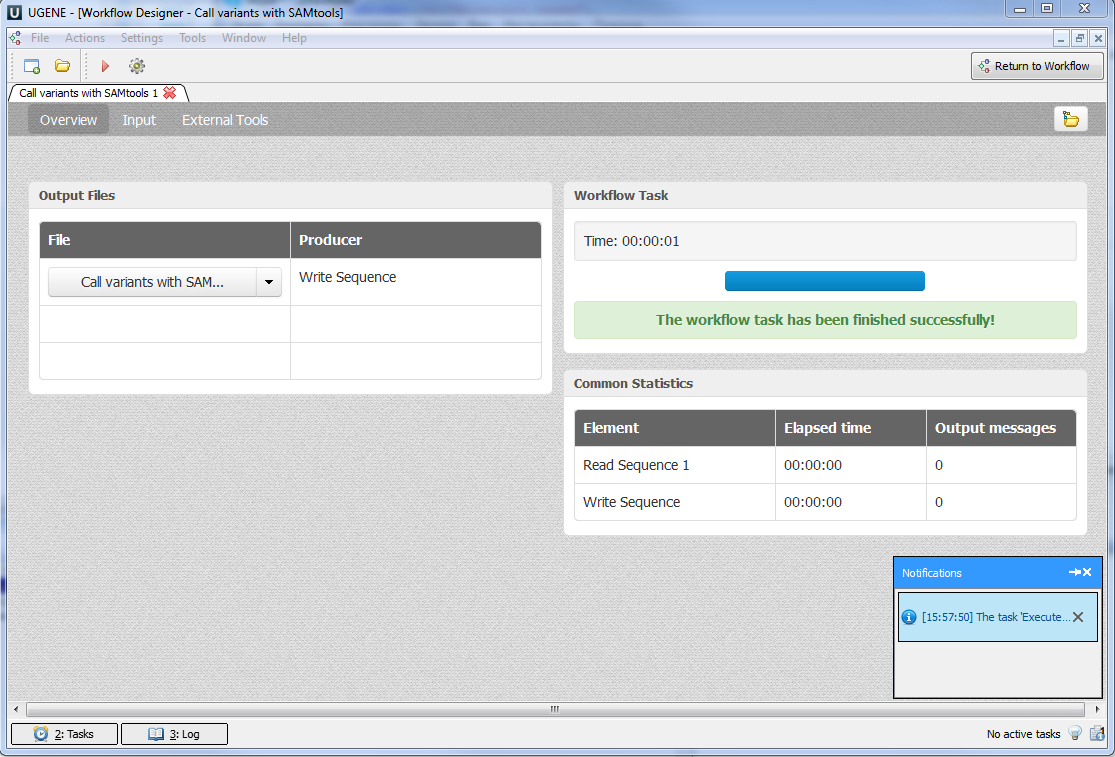 UGENE - [Workflow Designer - Call variants with SAMtools]
File Actions Settings Tools Window Help
Return to Workflow
Call variants with SAMtools 1
Overview Input External Tools
Output Files
File Producer
Call variants with SAM... Write Sequence
Workflow Task
Time: 00:00:01
The workflow task has been finished successfully!
Common Statistics
Element Elapsed time Output messages
Read Sequence 1 00:00:00 0
Write Sequence 00:00:00 0
Notifications
[15:57:50] The task 'Execute...
2: Tasks 3: Log No active tasks